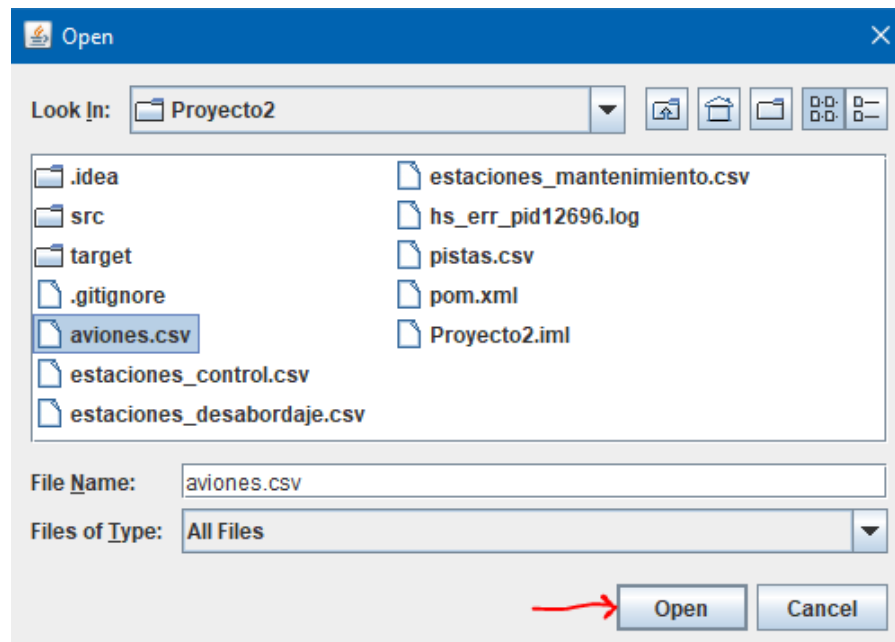 Open
Look In: Proyecto2
.idea
src
target
.gitignore
aviones.csv
estaciones_control.csv
estaciones_desabordaje.csv
estaciones_mantenimiento.csv
hs_err_pid12696.log
pistas.csv
pom.xml
Proyecto2.iml
File Name: aviones.csv
Files of Type: All Files
Open Cancel